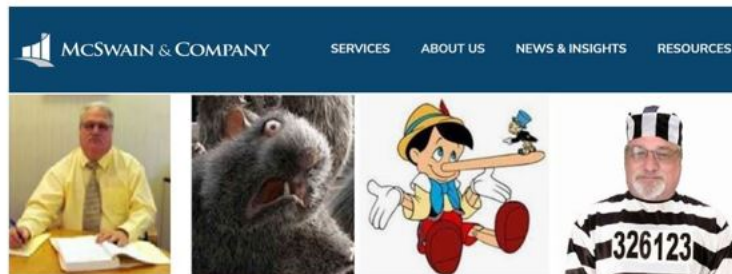 McSwain & Company SERVICES ABOUT US NEWS & INSIGHTS RESOURCES
326123